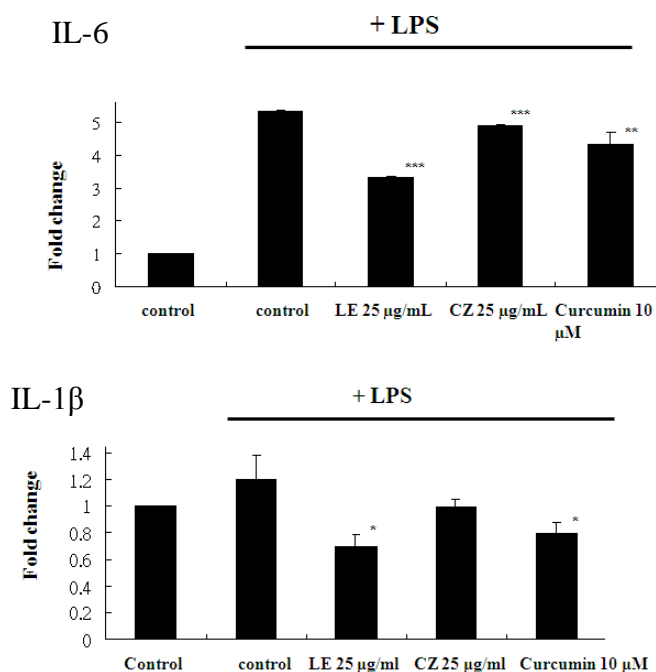 IL-6
+ LPS
Fold change
5
4
3
2
1
0
***
***
**
control
control
LE 25 µg/mL
CZ 25 µg/mL
Curcumin 10
µM
IL-1β
+ LPS
Fold change
1.4
1.2
1
0.8
0.6
0.4
0.2
0
*
*
Control
control
LE 25 µg/ml
CZ 25 µg/ml
Curcumin 10 µM